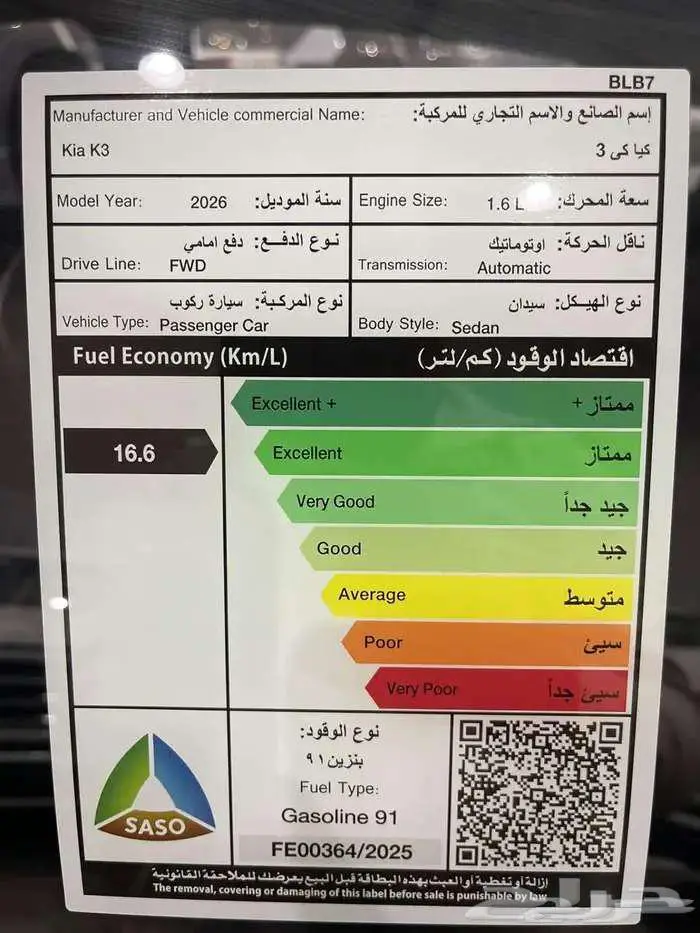 BLB7
Manufacturer and Vehicle commercial Name: إسم الصانع والاسم التجاري للمركبة:
Kia K3 كيا كى 3
Model Year: 2026 سنة الموديل:
Engine Size: 1.6 L سعة المحرك:
نوع الدفـــع: دفع امامي
Drive Line: FWD
ناقل الحركة: اوتوماتيك
Transmission: Automatic
نوع المركـبة: سيارة ركوب
Vehicle Type: Passenger Car
نوع الهيـكل: سيدان
Body Style: Sedan
Fuel Economy (Km/L) اقتصاد الوقود (كم/لتر)
Excellent + ممتاز +
16.6
Excellent ممتاز
Very Good جيد جداً
Good جيد
Average متوسط
Poor سيئ
Very Poor سيئ جداً
SASO
نوع الوقود:
بنزين ٩١
Fuel Type:
Gasoline 91
FE00364/2025
إزالة أو تغطية أو العبث بهذه البطاقة قبل البيع يعرضك للملاحقة القانونية
The removal, covering or damaging of this label before sale is punishable by law
حراج